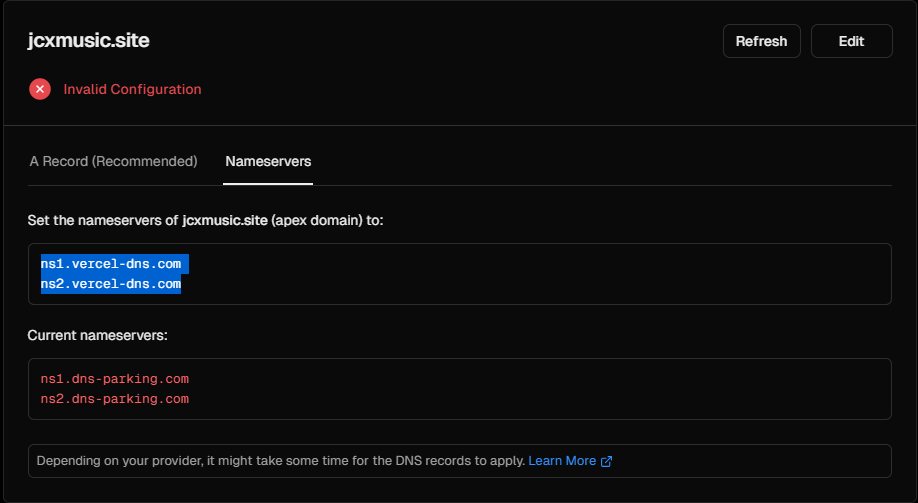 jcxmusic.site
Refresh
Edit
Invalid Configuration
A Record (Recommended)
Nameservers
Set the nameservers of jcxmusic.site (apex domain) to:
ns1.vercel-dns.com
ns2.vercel-dns.com
Current nameservers:
ns1.dns-parking.com
ns2.dns-parking.com
Depending on your provider, it might take some time for the DNS records to apply. Learn More